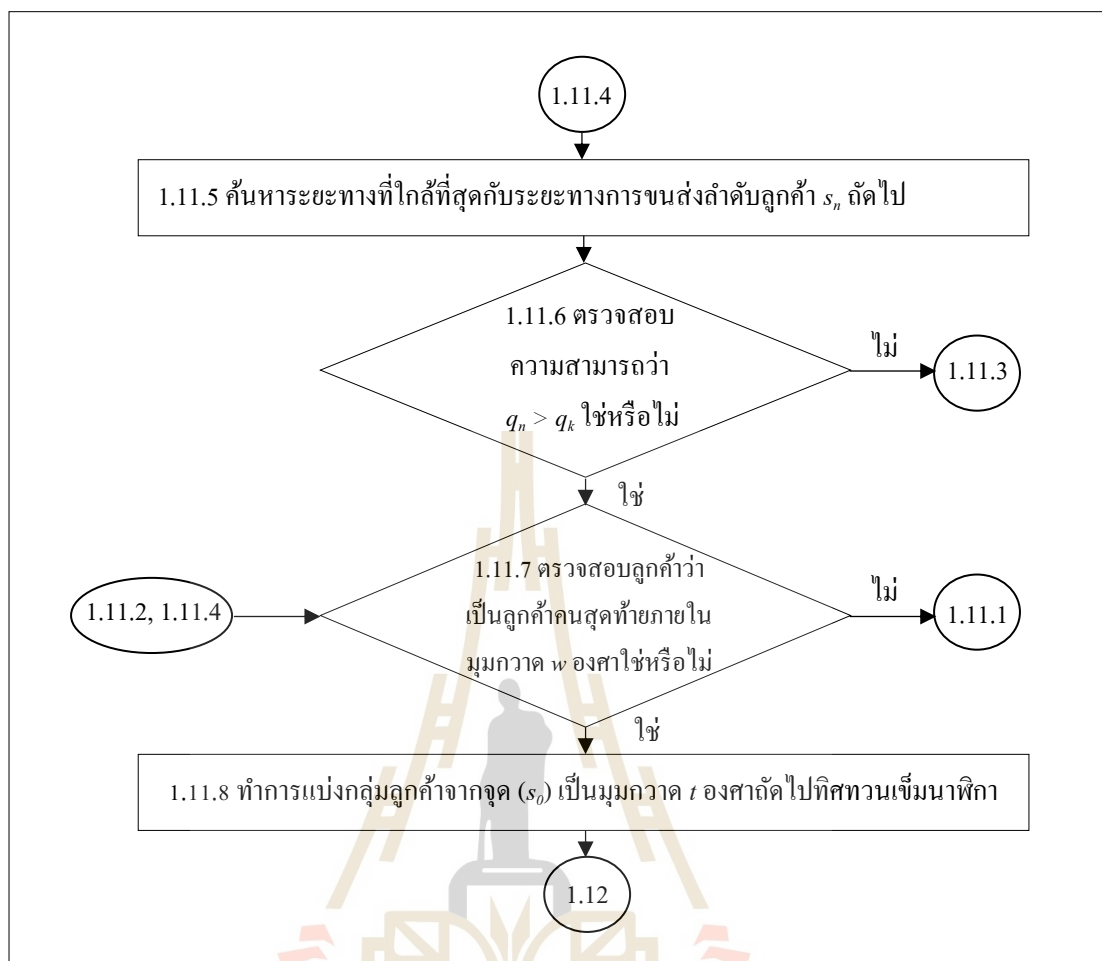 1.11.4
1.11.5 ค้นหาระยะทางที่ใกล้ที่สุดกับระยะทางการขนส่งลำดับลูกค้า sₙ ถัดไป
1.11.6 ตรวจสอบ
ความสามารถว่า
qₙ > qₖ ใช่หรือไม่
ไม่
1.11.3
ใช่
1.11.2, 1.11.4
1.11.7 ตรวจสอบลูกค้าว่า
เป็นลูกค้าคนสุดท้ายภายใน
มุมกวาด w องศาใช่หรือไม่
ไม่
1.11.1
ใช่
1.11.8 ทำการแบ่งกลุ่มลูกค้าจากจุด (s₀) เป็นมุมกวาด t องศาถัดไปทิศทวนเข็มนาฬิกา
1.12